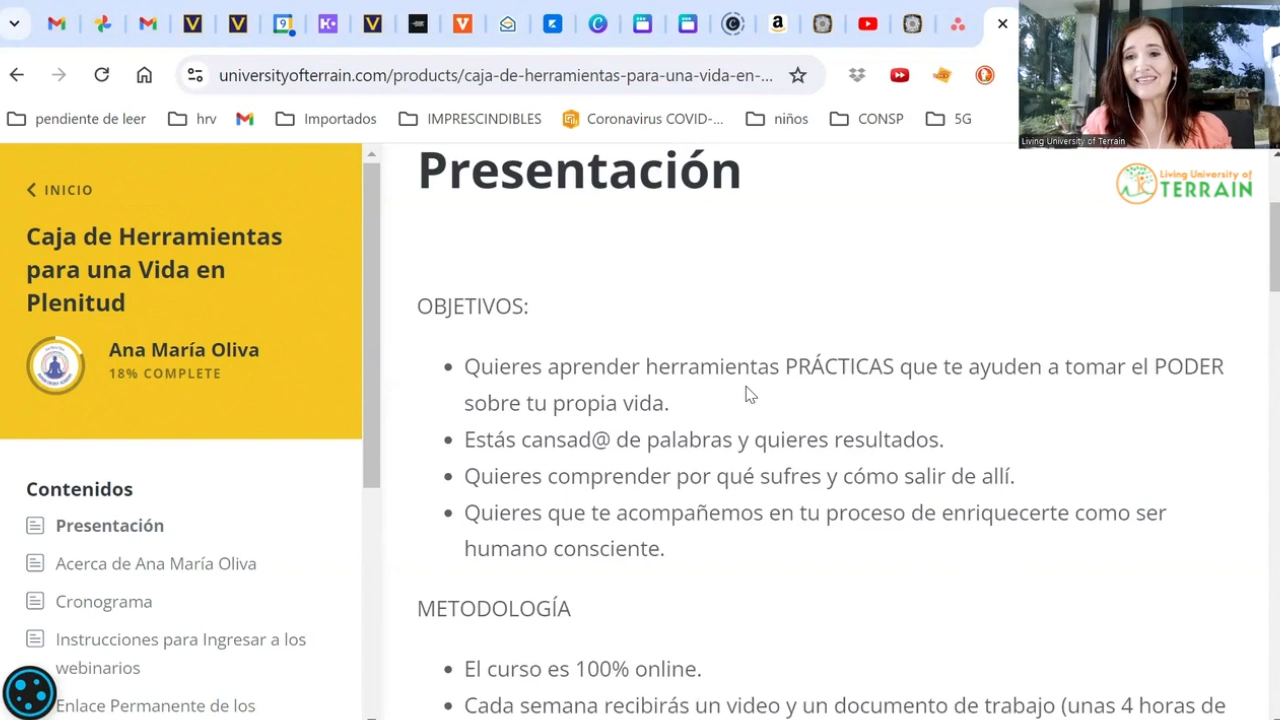 universityofterrain.com/products/caja-de-herramientas-para-una-vida-en-...
pendiente de leer
hrv
Importados
IMPRESCINDIBLES
Coronavirus COVID-...
niños
CONSP
5G
Living University of Terrain
Living University of
TERRAIN
INICIO
Caja de Herramientas
para una Vida en
Plenitud
Ana María Oliva
18% COMPLETE
Contenidos
Presentación
Acerca de Ana María Oliva
Cronograma
Instrucciones para Ingresar a los
webinarios
Enlace Permanente de los
Presentación
OBJETIVOS:
• Quieres aprender herramientas PRÁCTICAS que te ayuden a tomar el PODER
sobre tu propia vida.
• Estás cansad@ de palabras y quieres resultados.
• Quieres comprender por qué sufres y cómo salir de allí.
• Quieres que te acompañemos en tu proceso de enriquecerte como ser
humano consciente.
METODOLOGÍA
• El curso es 100% online.
• Cada semana recibirás un video y un documento de trabajo (unas 4 horas de